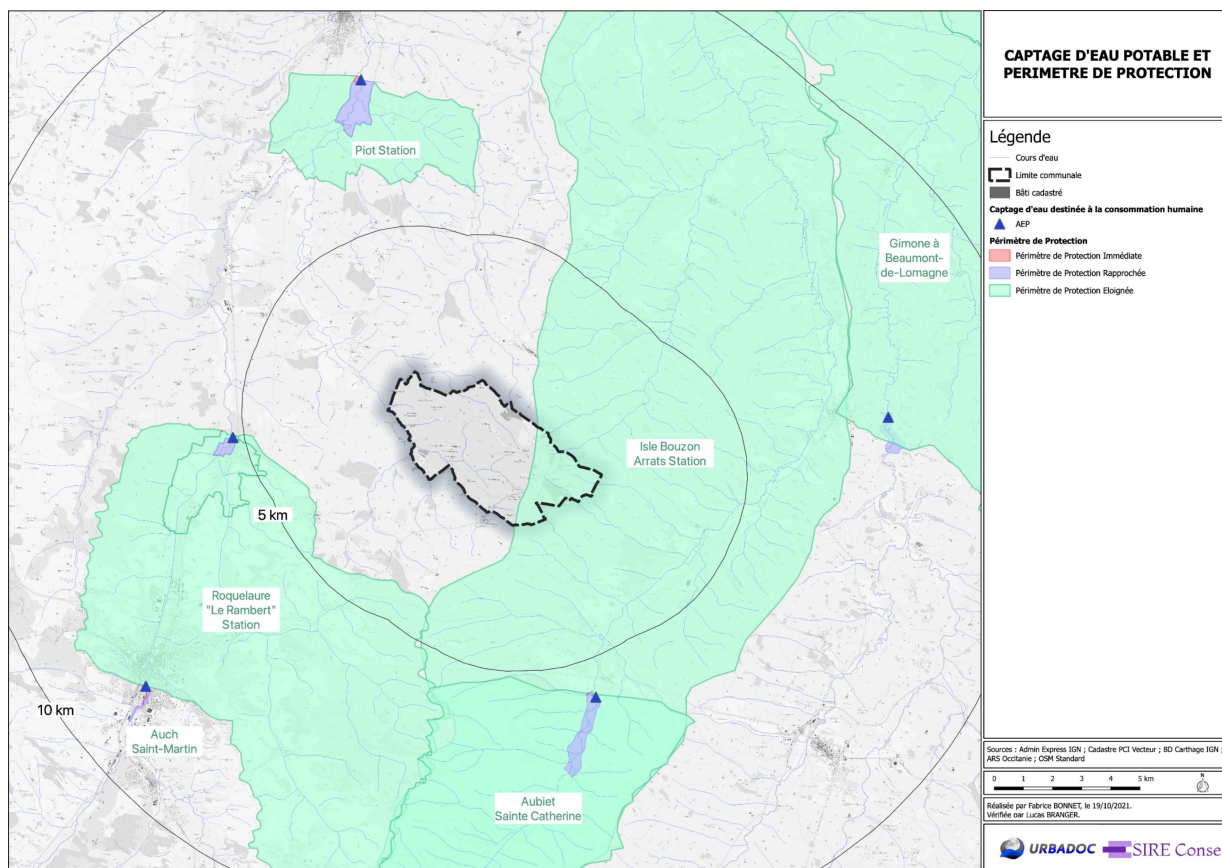 CAPTAGE D'EAU POTABLE ET
PERIMETRE DE PROTECTION
Légende
Cours d'eau
Limite communale
Bâti cadastré
Captage d'eau destinée à la consommation humaine
AEP
Périmètre de Protection
Périmètre de Protection Immédiate
Périmètre de Protection Rapprochée
Périmètre de Protection Eloignée
Piot Station
Gimone à
Beaumont-
de-Lomagne
Isle Bouzon
Arrats Station
5 km
Roquelaure
"Le Rambert"
Station
10 km
Auch
Saint-Martin
Aubiet
Sainte Catherine
Sources : Admin Express IGN ; Cadastre PCI Vecteur ; BD Carthage IGN ;
ARS Occitanie ; OSM Standard
0 1 2 3 4 5 km
N
Réalisée par Fabrice BONNET, le 19/10/2021.
Vérifiée par Lucas BRANGER.
URBADOC SIRE Conse